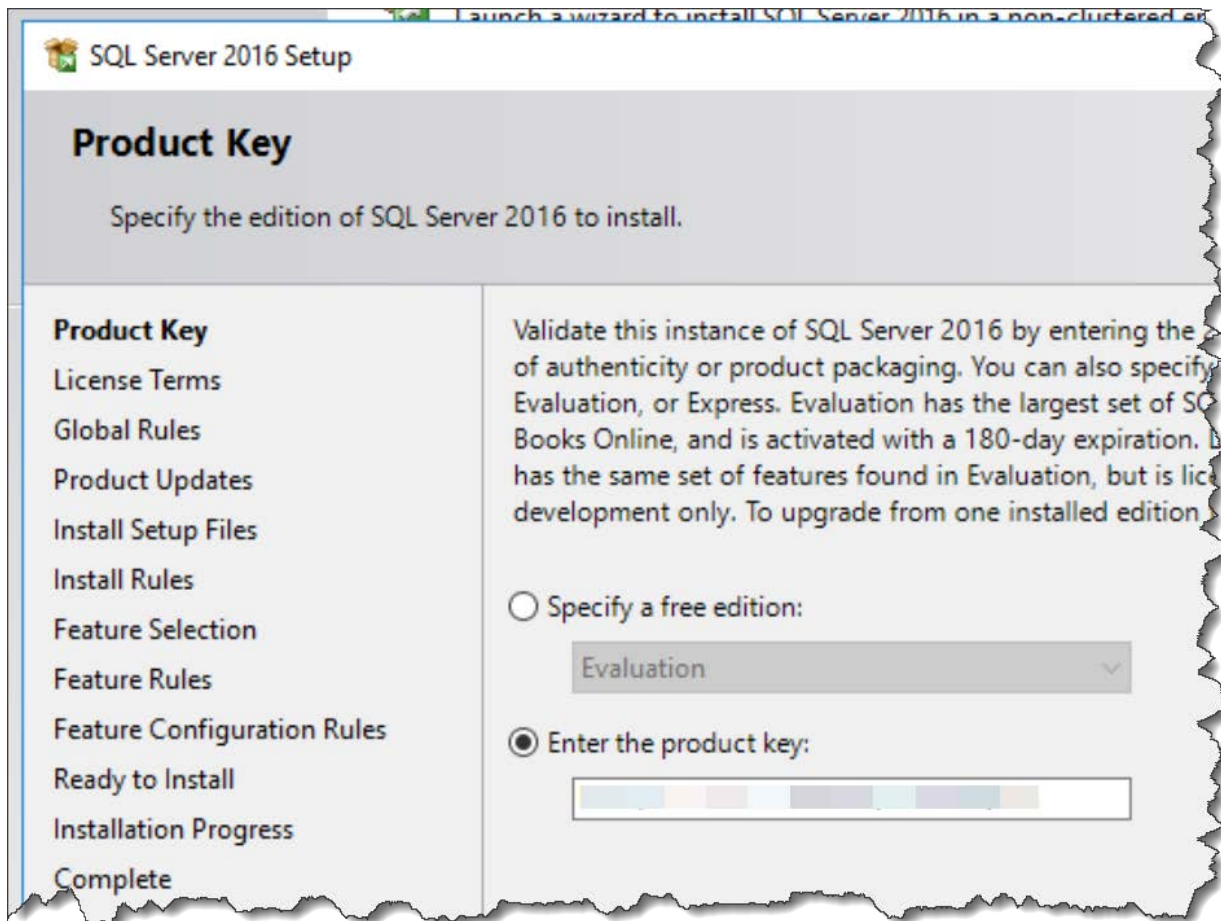 Launch a wizard to install SQL Server 2016 in a non-clustered
SQL Server 2016 Setup
Product Key
Specify the edition of SQL Server 2016 to install.
Product Key
License Terms
Global Rules
Product Updates
Install Setup Files
Install Rules
Feature Selection
Feature Rules
Feature Configuration Rules
Ready to Install
Installation Progress
Complete
Validate this instance of SQL Server 2016 by entering the
of authenticity or product packaging. You can also specify
Evaluation, or Express. Evaluation has the largest set of
Books Online, and is activated with a 180-day expiration.
has the same set of features found in Evaluation, but is
development only. To upgrade from one installed edition
Specify a free edition:
Evaluation
Enter the product key: